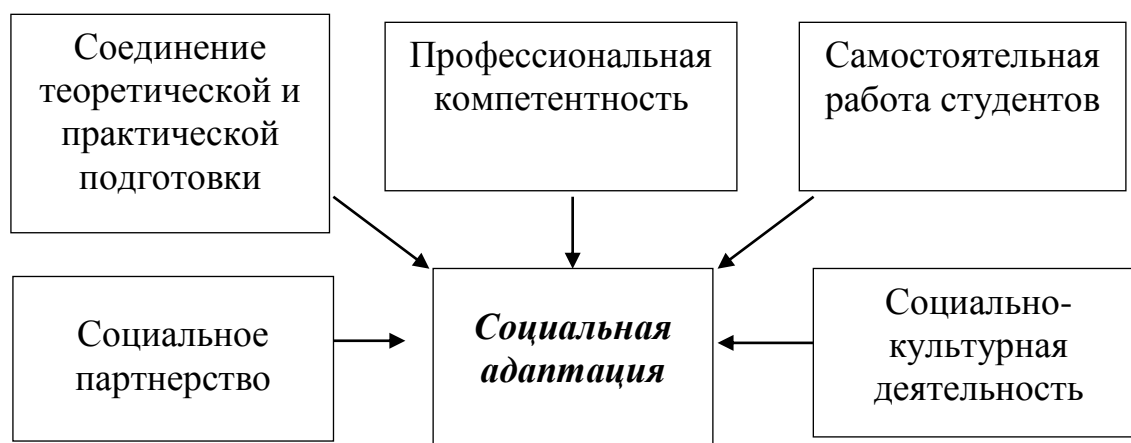 Соединение
теоретической и
практической
подготовки
Профессиональная
компетентность
Самостоятельная
работа студентов
Социальное
партнерство
Социальная
адаптация
Социально-
культурная
деятельность